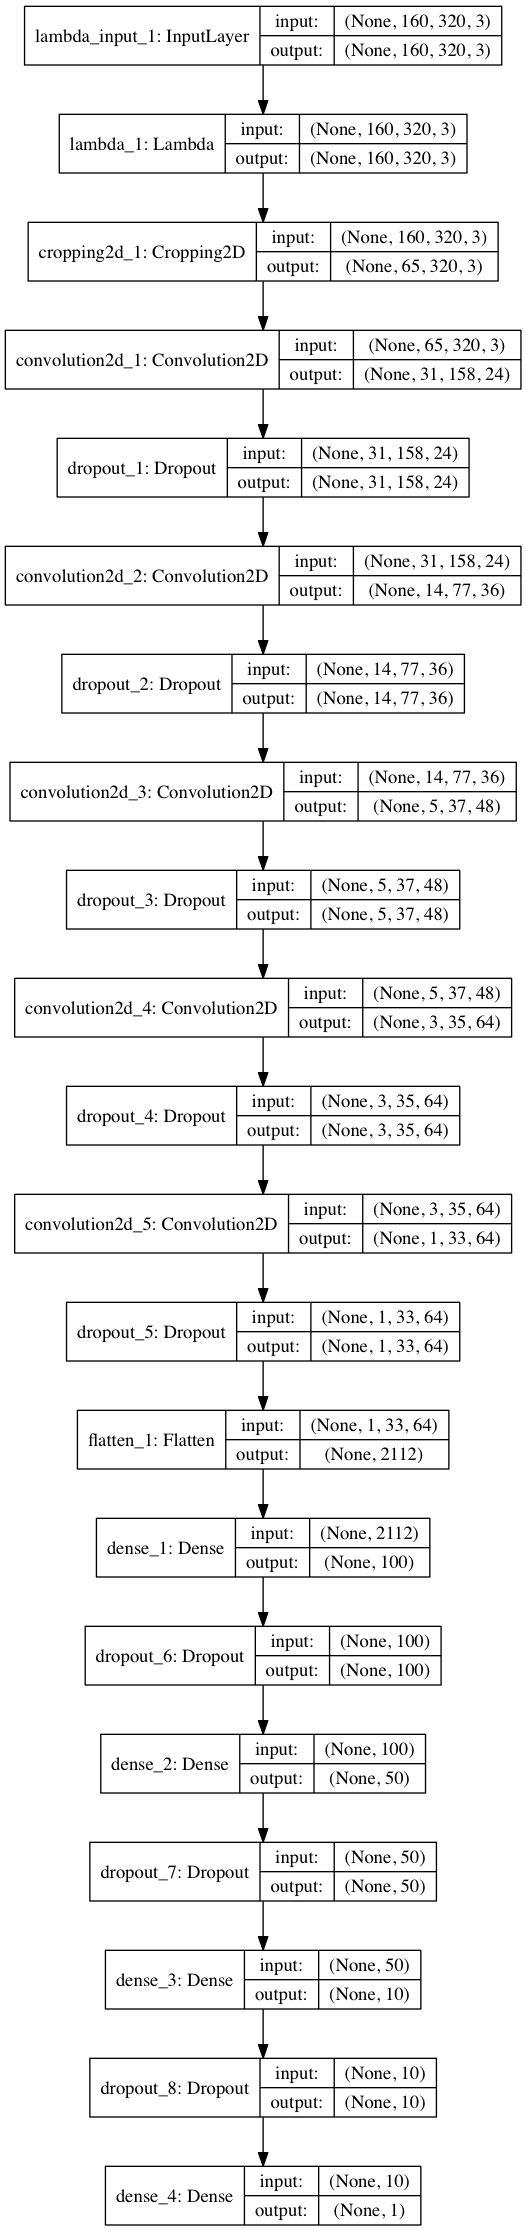 lambda_input_1: InputLayer
input: (None, 160, 320, 3)
output: (None, 160, 320, 3)
lambda_1: Lambda
input: (None, 160, 320, 3)
output: (None, 160, 320, 3)
cropping2d_1: Cropping2D
input: (None, 160, 320, 3)
output: (None, 65, 320, 3)
convolution2d_1: Convolution2D
input: (None, 65, 320, 3)
output: (None, 31, 158, 24)
dropout_1: Dropout
input: (None, 31, 158, 24)
output: (None, 31, 158, 24)
convolution2d_2: Convolution2D
input: (None, 31, 158, 24)
output: (None, 14, 77, 36)
dropout_2: Dropout
input: (None, 14, 77, 36)
output: (None, 14, 77, 36)
convolution2d_3: Convolution2D
input: (None, 14, 77, 36)
output: (None, 5, 37, 48)
dropout_3: Dropout
input: (None, 5, 37, 48)
output: (None, 5, 37, 48)
convolution2d_4: Convolution2D
input: (None, 5, 37, 48)
output: (None, 3, 35, 64)
dropout_4: Dropout
input: (None, 3, 35, 64)
output: (None, 3, 35, 64)
convolution2d_5: Convolution2D
input: (None, 3, 35, 64)
output: (None, 1, 33, 64)
dropout_5: Dropout
input: (None, 1, 33, 64)
output: (None, 1, 33, 64)
flatten_1: Flatten
input: (None, 1, 33, 64)
output: (None, 2112)
dense_1: Dense
input: (None, 2112)
output: (None, 100)
dropout_6: Dropout
input: (None, 100)
output: (None, 100)
dense_2: Dense
input: (None, 100)
output: (None, 50)
dropout_7: Dropout
input: (None, 50)
output: (None, 50)
dense_3: Dense
input: (None, 50)
output: (None, 10)
dropout_8: Dropout
input: (None, 10)
output: (None, 10)
dense_4: Dense
input: (None, 10)
output: (None, 1)